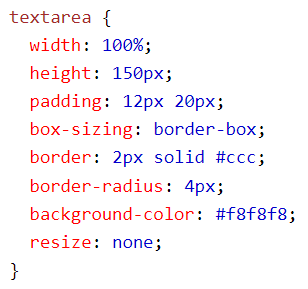 textarea {
  width: 100%;
  height: 150px;
  padding: 12px 20px;
  box-sizing: border-box;
  border: 2px solid #ccc;
  border-radius: 4px;
  background-color: #f8f8f8;
  resize: none;
}